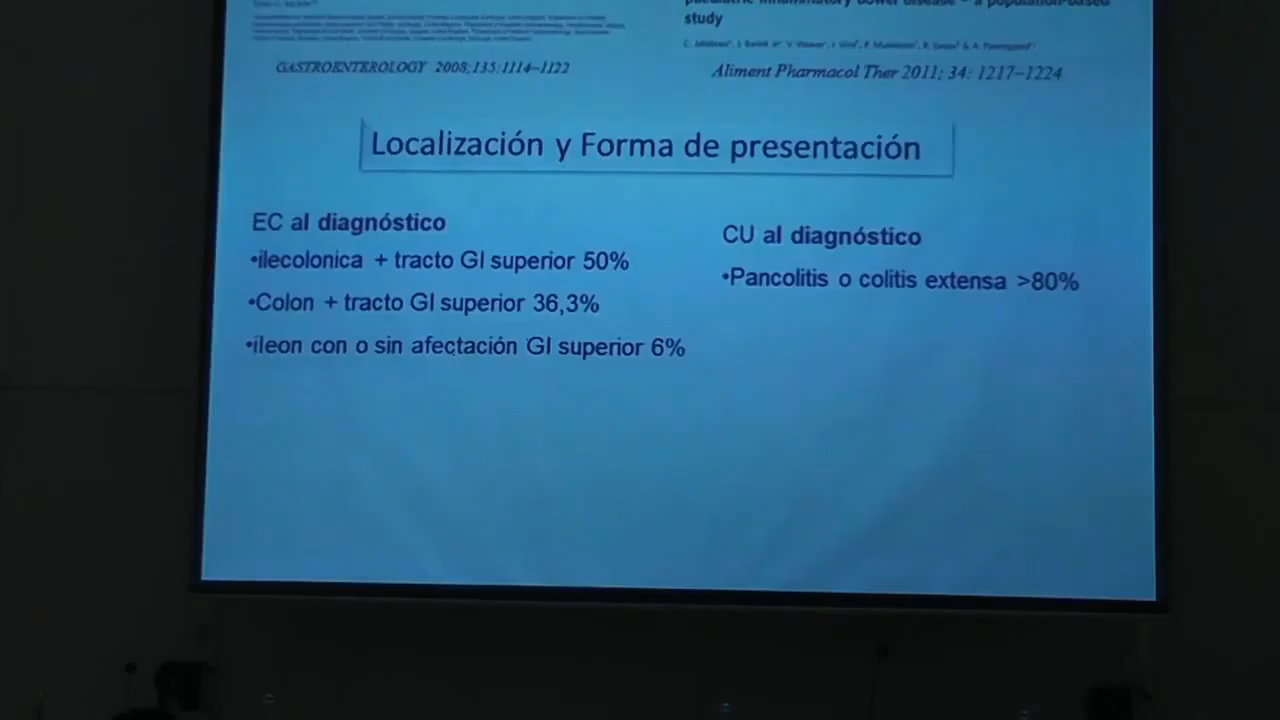 paediatric inflammatory bowel disease – a population-based
study
GASTROENTEROLOGY 2008;135:1114–1122
Aliment Pharmacol Ther 2011; 34: 1217–1224
Localización y Forma de presentación
EC al diagnóstico
•ilecolonica + tracto GI superior 50%
•Colon + tracto GI superior 36,3%
•ileon con o sin afectación GI superior 6%
CU al diagnóstico
•Pancolitis o colitis extensa >80%